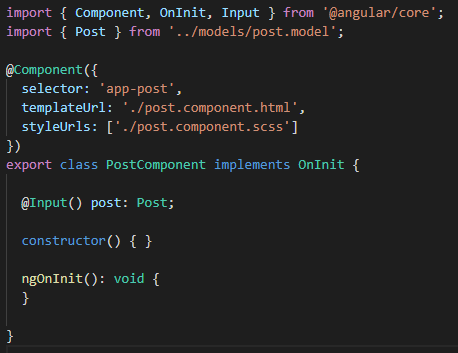 import { Component, OnInit, Input } from '@angular/core';
import { Post } from '../models/post.model';
@Component({
selector: 'app-post',
templateUrl: './post.component.html',
styleUrls: ['./post.component.scss']
})
export class PostComponent implements OnInit {
@Input() post: Post;
constructor() { }
ngOnInit(): void {
}
}